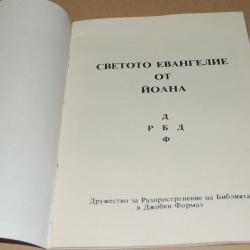 СВЕТОТО ЕВАНГЕЛИЕ
ОТ
ЙОАНА
Д
Р Б Д
Ф
Дружество за Разпространение на Библията
в Джобен Формат